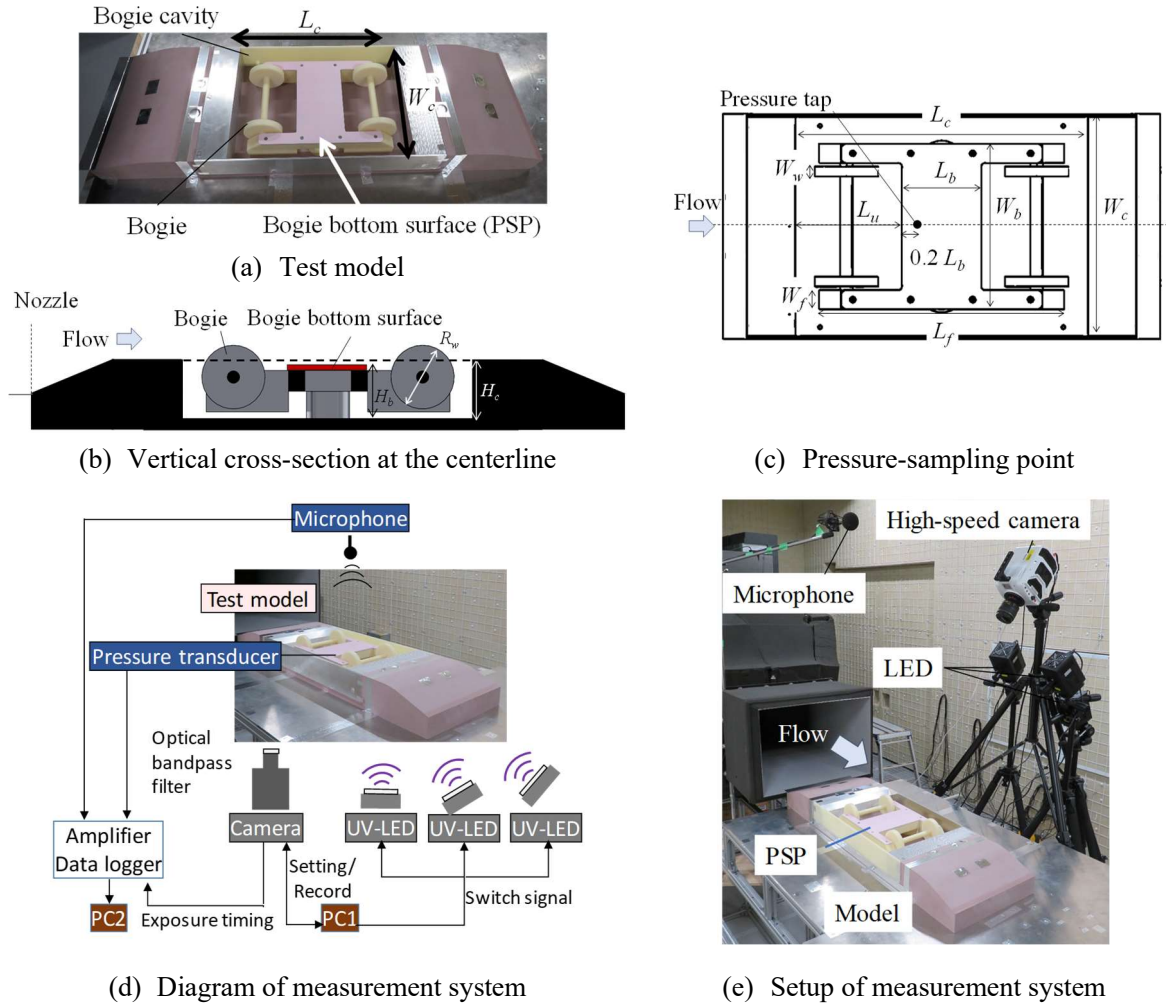 Bogie cavity
L_c
W_c
Bogie
Bogie bottom surface (PSP)
(a) Test model
Nozzle
Flow
Bogie
Bogie bottom surface
R_w
H_b
H_c
(b) Vertical cross-section at the centerline
Pressure tap
L_c
W_w
L_b
Flow
L_u
W_b
W_c
0.2 L_b
W_f
L_f
(c) Pressure-sampling point
Microphone
Test model
Pressure transducer
Optical
bandpass
filter
Amplifier
Data logger
Camera
UV-LED
UV-LED
UV-LED
Setting/
Record
Switch signal
PC2
Exposure timing
PC1
(d) Diagram of measurement system
High-speed camera
Microphone
LED
Flow
PSP
Model
(e) Setup of measurement system